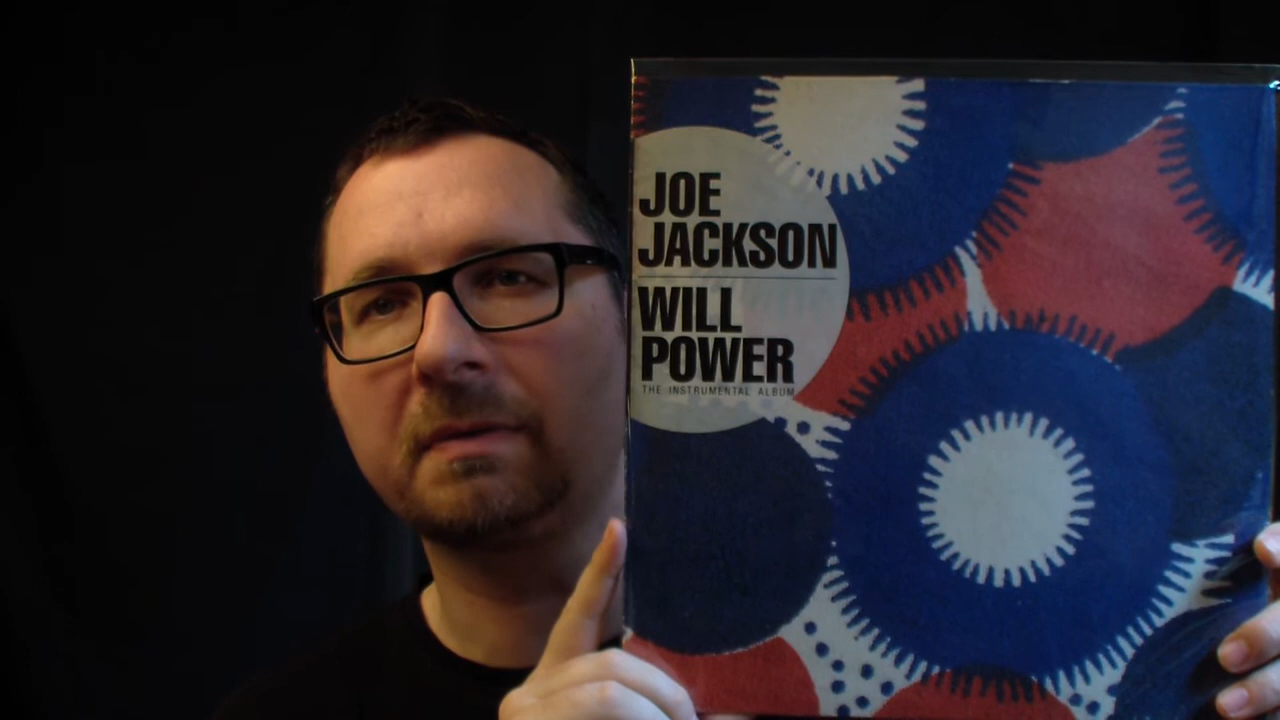 JOE
JACKSON
WILL
POWER
THE INSTRUMENTAL ALBUM